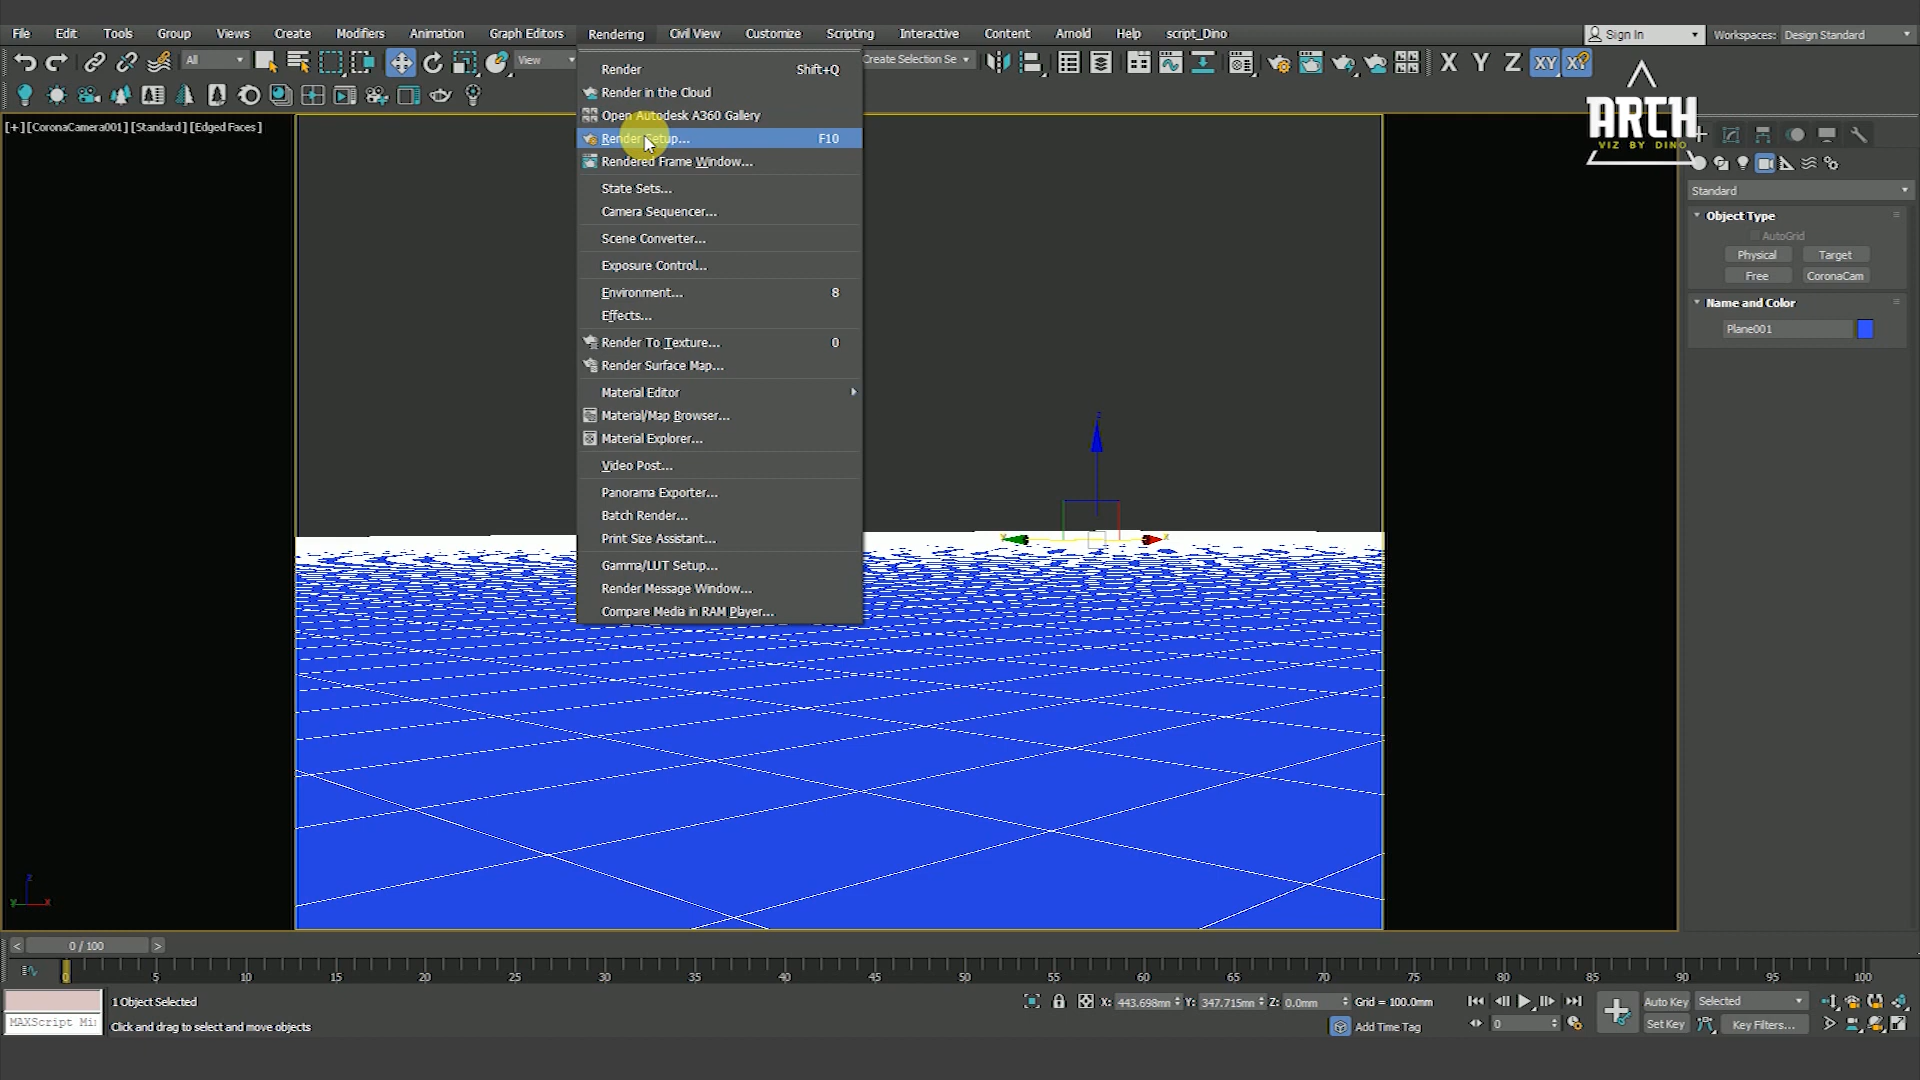 File Edit Tools Group Views Create Modifiers Animation Graph Editors Rendering Civil View Customize Scripting Interactive Content Arnold Help script_Dino Sign In Workspaces: Design Standard
All View Create Selection Se X Y Z XY XY
ARCH
VIZ BY DINO
[+] [CoronaCamera001] [Standard] [Edged Faces]
Render Shift+Q
Render in the Cloud
Open Autodesk A360 Gallery
Render Setup... F10
Rendered Frame Window...
State Sets...
Camera Sequencer...
Scene Converter...
Exposure Control...
Environment... 8
Effects...
Render To Texture... 0
Render Surface Map...
Material Editor
Material/Map Browser...
Material Explorer...
Video Post...
Panorama Exporter...
Batch Render...
Print Size Assistant...
Gamma/LUT Setup...
Render Message Window...
Compare Media in RAM Player...
Standard
Object Type
AutoGrid
Physical Target
Free CoronaCam
Name and Color
Plane001
z
y x
z
y x
< 0 / 100 >
0 5 10 15 20 25 30 35 40 45 50 55 60 65 70 75 80 85 90 95 100
1 Object Selected X: 443.698mm Y: 347.715mm Z: 0.0mm Grid = 100.0mm Auto Key Selected
MAXScript Mi Click and drag to select and move objects Add Time Tag 0 Set Key Key Filters...